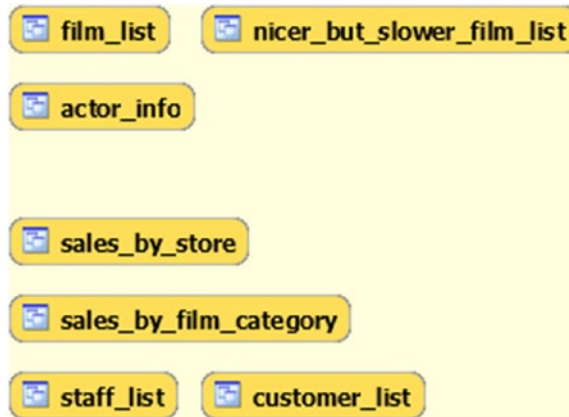 film_list nicer_but_slower_film_list
actor_info
sales_by_store
sales_by_film_category
staff_list customer_list